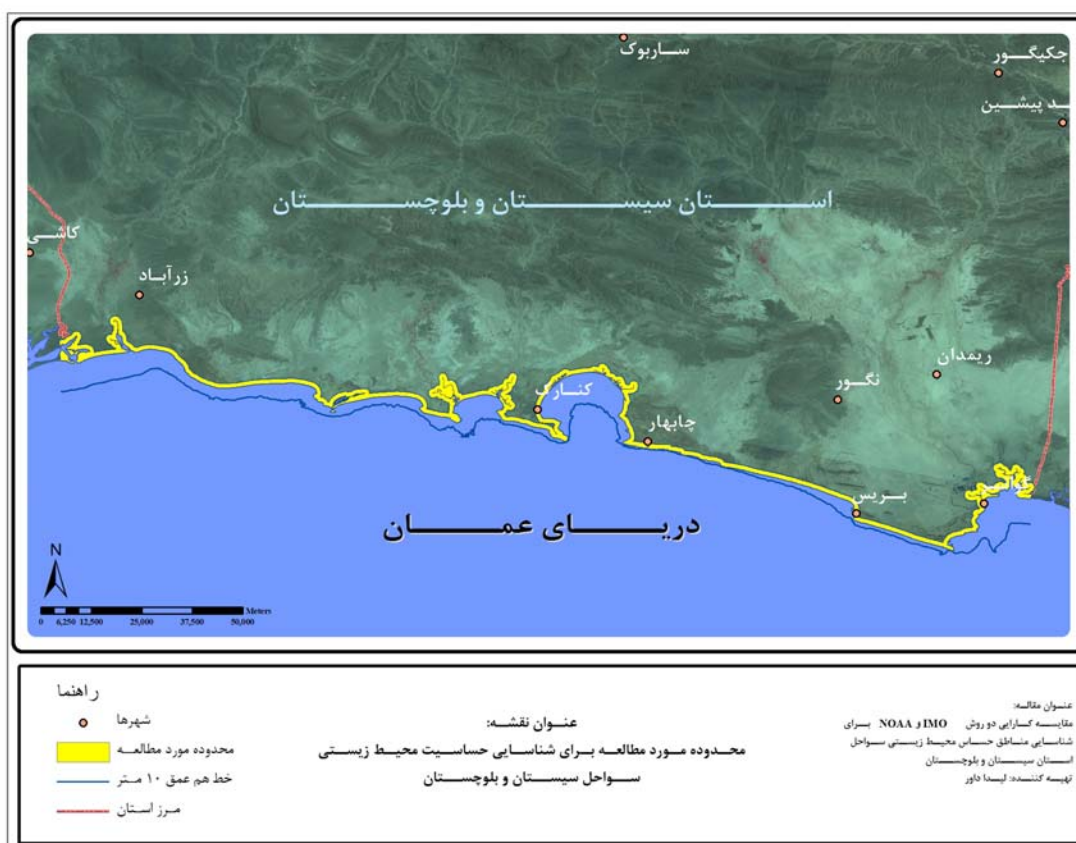 ساربوک
جکیگور
ـد پیشین
استان سیستان و بلوچستان
کاشی
زرآباد
ریمدان
نگور
کنارک
چابهار
بریس
دریای عمان
N
Meters
0 6,250 12,500 25,000 37,500 50,000
راهنما
شهرها
محدوده مورد مطالعه
خط هم عمق ۱۰ متر
مرز استان
عنوان نقشه:
محدوده مورد مطالعه برای شناسایی حساسیت محیط زیستی
سواحل سیستان و بلوچستان
عنوان مقاله:
مقایسه کارایی دو روش IMO و NOAA برای
شناسایی مناطق حساس محیط زیستی سواحل
استان سیستان و بلوچستان
تهیه کننده: لیدا داور